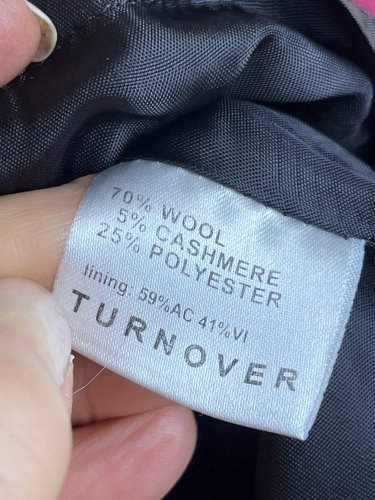 70% WOOL
5% CASHMERE
25% POLYESTER
lining: 59%AC 41%VI
TURNOVER